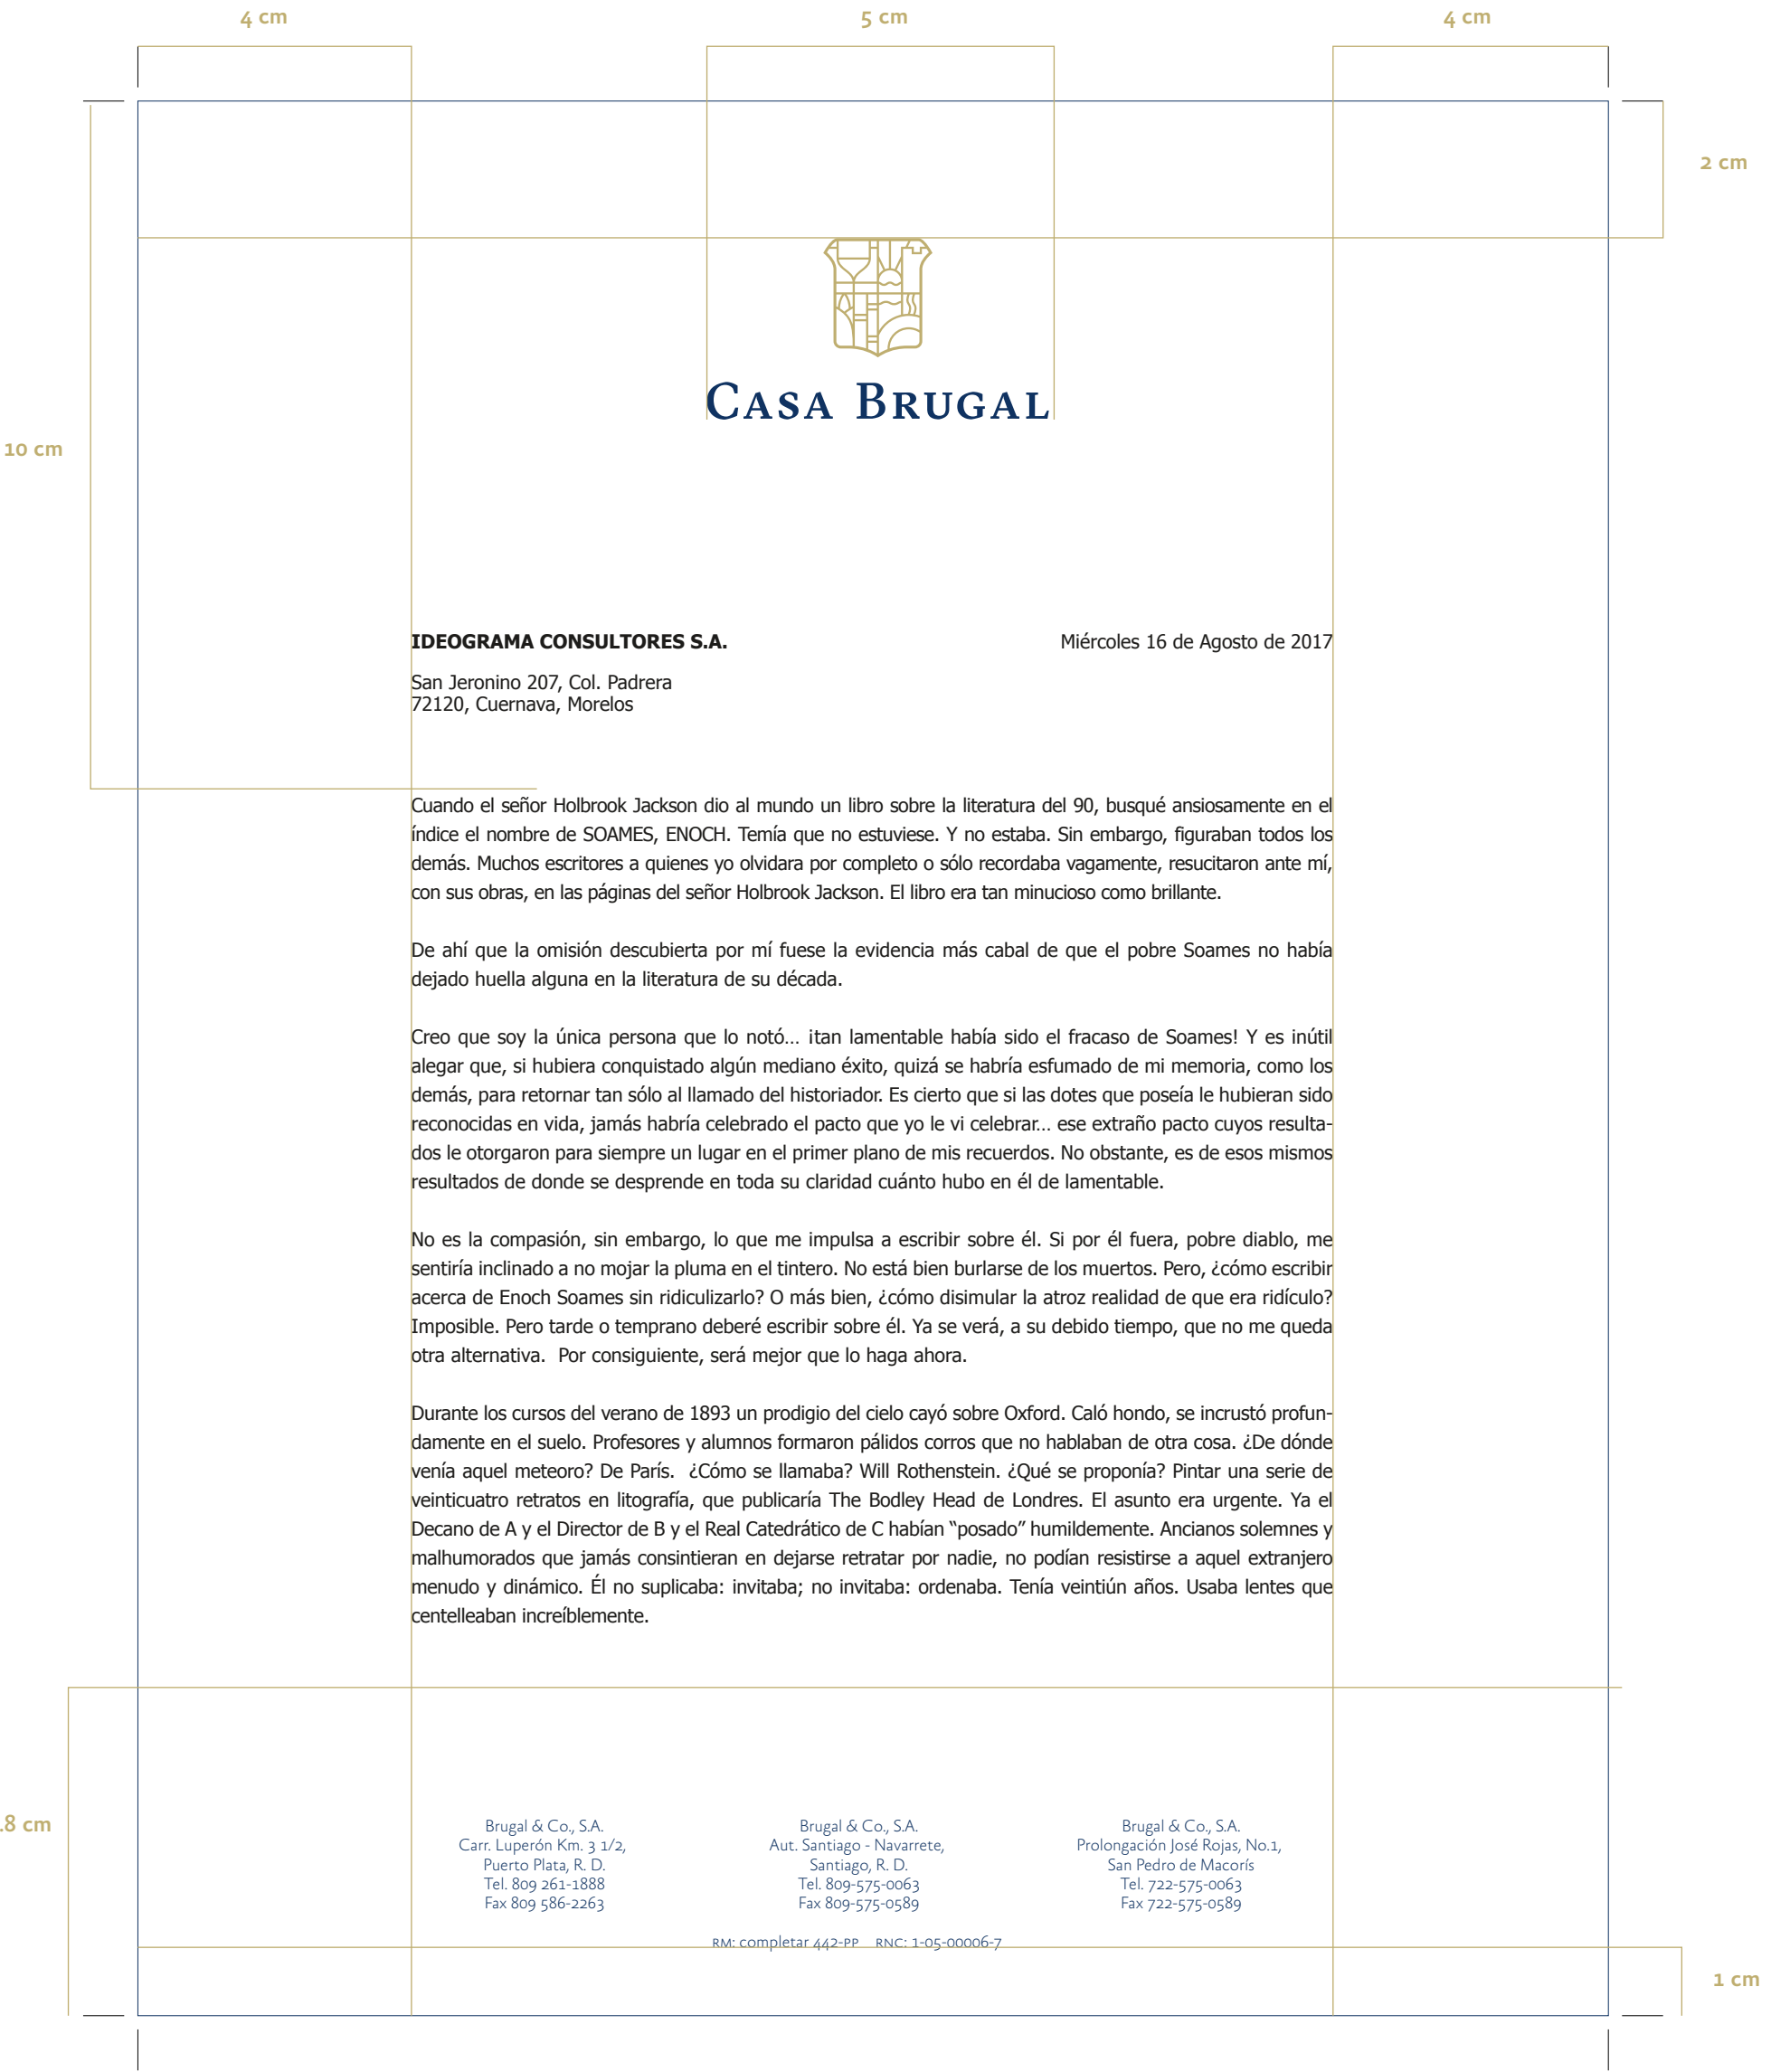 4 cm
5 cm
4 cm
2 cm
CASA BRUGAL
10 cm
IDEOGRAMA CONSULTORES S.A.
Miércoles 16 de Agosto de 2017
San Jeronino 207, Col. Padrera
72120, Cuernava, Morelos
Cuando el señor Holbrook Jackson dio al mundo un libro sobre la literatura del 90, busqué ansiosamente en el
índice el nombre de SOAMES, ENOCH. Temía que no estuviese. Y no estaba. Sin embargo, figuraban todos los
demás. Muchos escritores a quienes yo olvidara por completo o sólo recordaba vagamente, resucitaron ante mí,
con sus obras, en las páginas del señor Holbrook Jackson. El libro era tan minucioso como brillante.
De ahí que la omisión descubierta por mí fuese la evidencia más cabal de que el pobre Soames no había
dejado huella alguna en la literatura de su década.
Creo que soy la única persona que lo notó... ¡tan lamentable había sido el fracaso de Soames! Y es inútil
alegar que, si hubiera conquistado algún mediano éxito, quizá se habría esfumado de mi memoria, como los
demás, para retornar tan sólo al llamado del historiador. Es cierto que si las dotes que poseía le hubieran sido
reconocidas en vida, jamás habría celebrado el pacto que yo le vi celebrar... ese extraño pacto cuyos resulta-
dos le otorgaron para siempre un lugar en el primer plano de mis recuerdos. No obstante, es de esos mismos
resultados de donde se desprende en toda su claridad cuánto hubo en él de lamentable.
No es la compasión, sin embargo, lo que me impulsa a escribir sobre él. Si por él fuera, pobre diablo, me
sentiría inclinado a no mojar la pluma en el tintero. No está bien burlarse de los muertos. Pero, ¿cómo escribir
acerca de Enoch Soames sin ridiculizarlo? O más bien, ¿cómo disimular la atroz realidad de que era ridículo?
Imposible. Pero tarde o temprano deberé escribir sobre él. Ya se verá, a su debido tiempo, que no me queda
otra alternativa.  Por consiguiente, será mejor que lo haga ahora.
Durante los cursos del verano de 1893 un prodigio del cielo cayó sobre Oxford. Caló hondo, se incrustó profun-
damente en el suelo. Profesores y alumnos formaron pálidos corros que no hablaban de otra cosa. ¿De dónde
venía aquel meteoro? De París.  ¿Cómo se llamaba? Will Rothenstein. ¿Qué se proponía? Pintar una serie de
veinticuatro retratos en litografía, que publicaría The Bodley Head de Londres. El asunto era urgente. Ya el
Decano de A y el Director de B y el Real Catedrático de C habían “posado” humildemente. Ancianos solemnes y
malhumorados que jamás consintieran en dejarse retratar por nadie, no podían resistirse a aquel extranjero
menudo y dinámico. Él no suplicaba: invitaba; no invitaba: ordenaba. Tenía veintiún años. Usaba lentes que
centelleaban increíblemente.
.8 cm
Brugal & Co., S.A.
Carr. Luperón Km. 3 1/2,
Puerto Plata, R. D.
Tel. 809 261-1888
Fax 809 586-2263
Brugal & Co., S.A.
Aut. Santiago - Navarrete,
Santiago, R. D.
Tel. 809-575-0063
Fax 809-575-0589
Brugal & Co., S.A.
Prolongación José Rojas, No.1,
San Pedro de Macorís
Tel. 722-575-0063
Fax 722-575-0589
RM: completar 442-PP   RNC: 1-05-00006-7
1 cm